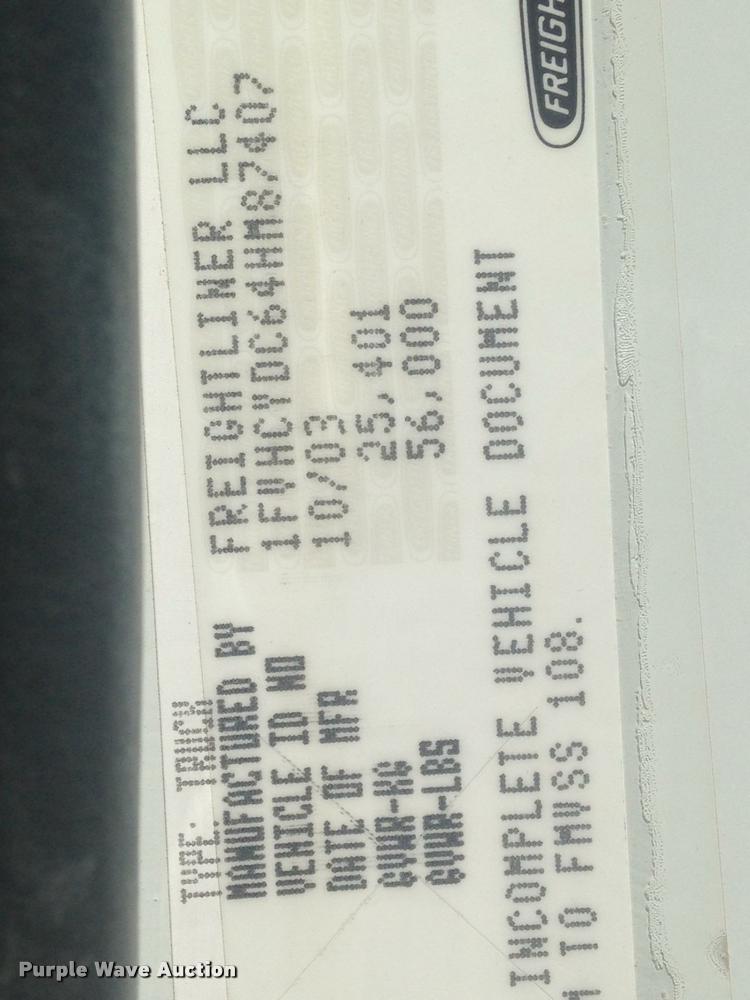 TYPE: TRUCK
MANUFACTURED BY FREIGHTLINER LLC
VEHICLE ID NO 1FVHCYDC64HM87407
DATE OF MFR 10/03
GVWR-KG 25,401
GVWR-LBS 56,000
INCOMPLETE VEHICLE DOCUMENT
TO FMVSS 108.
FREIGH
Purple Wave Auction